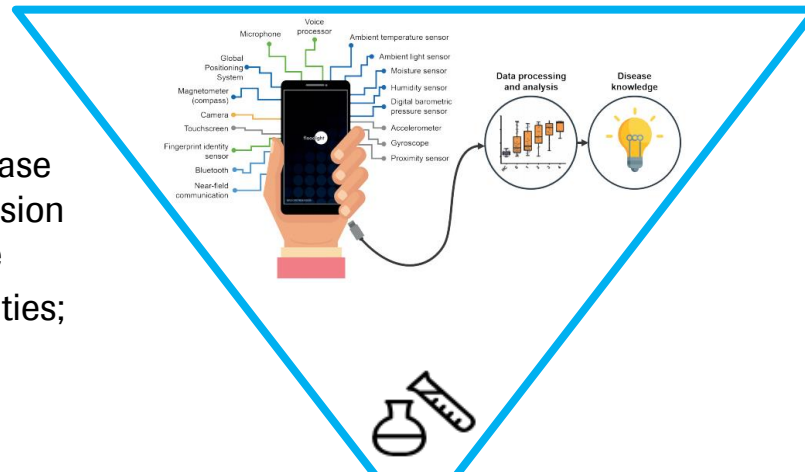 Voice
processor
Microphone
Ambient temperature sensor
Global
Positioning
System
Ambient light sensor
Moisture sensor
Magnetometer
(compass)
Humidity sensor
Digital barometric
pressure sensor
Camera
Touchscreen
Accelerometer
Fingerprint identity
sensor
Gyroscope
Proximity sensor
Bluetooth
Near-field
communication
Data processing
and analysis
Disease
knowledge
ase
sion
e
ties;